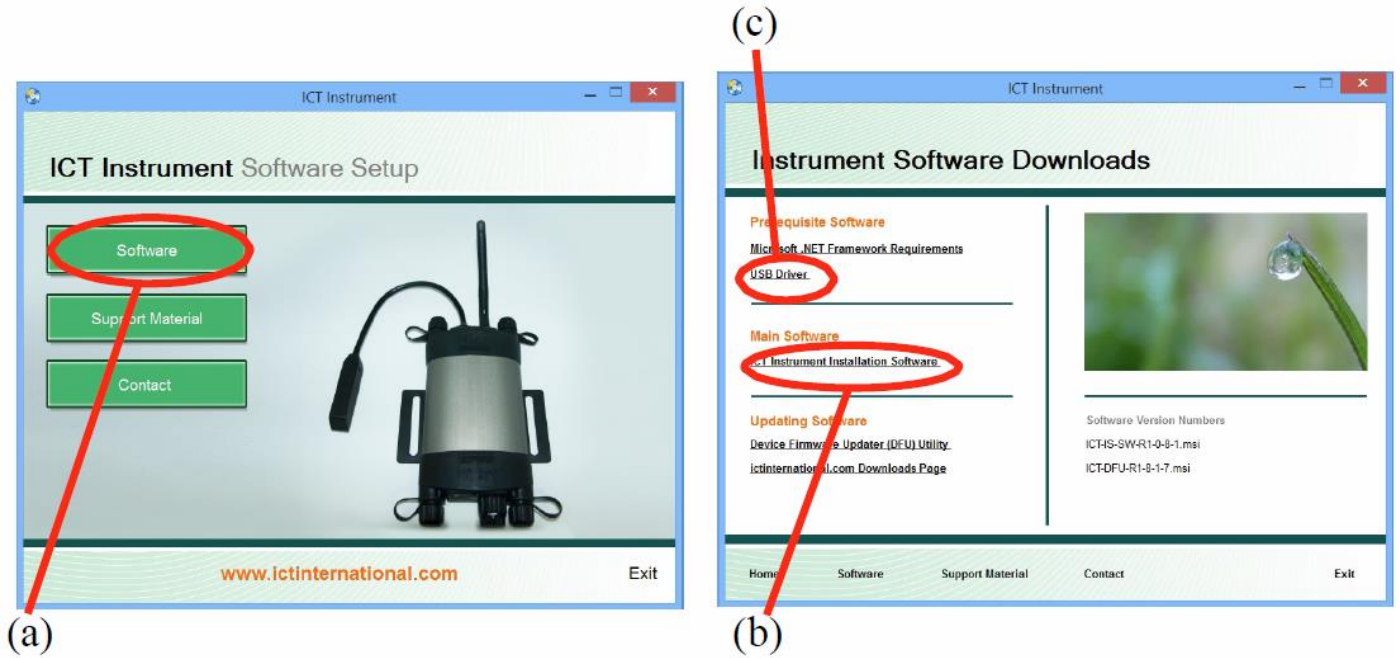 (c)
ICT Instrument
ICT Instrument Software Setup
Software
Support Material
Contact
www.ictinternational.com
Exit
(a)
ICT Instrument
Instrument Software Downloads
Prerequisite Software
Microsoft .NET Framework Requirements
USB Driver
Main Software
ICT Instrument Installation Software
Updating Software
Device Firmware Updater (DFU) Utility
ictinternational.com Downloads Page
Software Version Numbers
ICT-IS-SW-R1-0-8-1.msi
ICT-DFU-R1-8-1-7.msi
Home Software Support Material Contact Exit
(b)